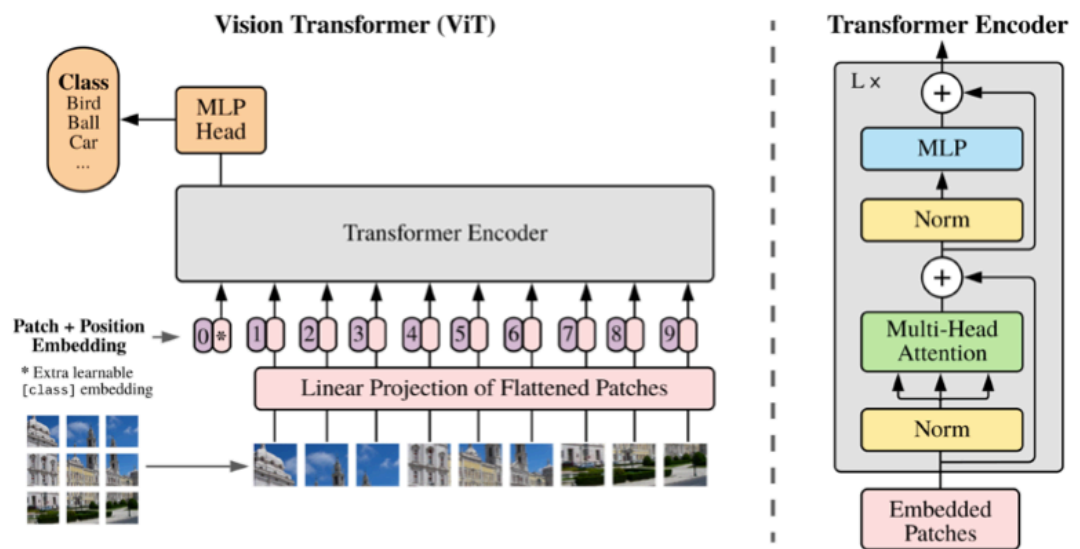 Vision Transformer (ViT)
Class
Bird
Ball
Car
...
MLP
Head
Transformer Encoder
Patch + Position
Embedding
* Extra learnable
[class] embedding
0 * 1 2 3 4 5 6 7 8 9
Linear Projection of Flattened Patches
Transformer Encoder
L ×
+
MLP
Norm
+
Multi-Head
Attention
Norm
Embedded
Patches